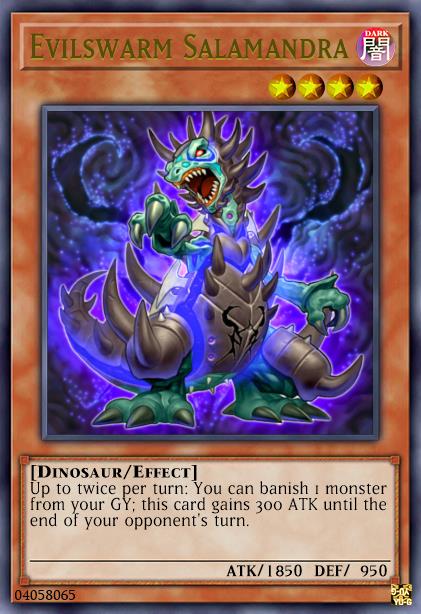 Evilswarm Salamandra
DARK
闇
[Dinosaur/Effect]
Up to twice per turn: You can banish 1 monster
from your GY; this card gains 300 ATK until the
end of your opponent's turn.
ATK/1850 DEF/ 950
04058065